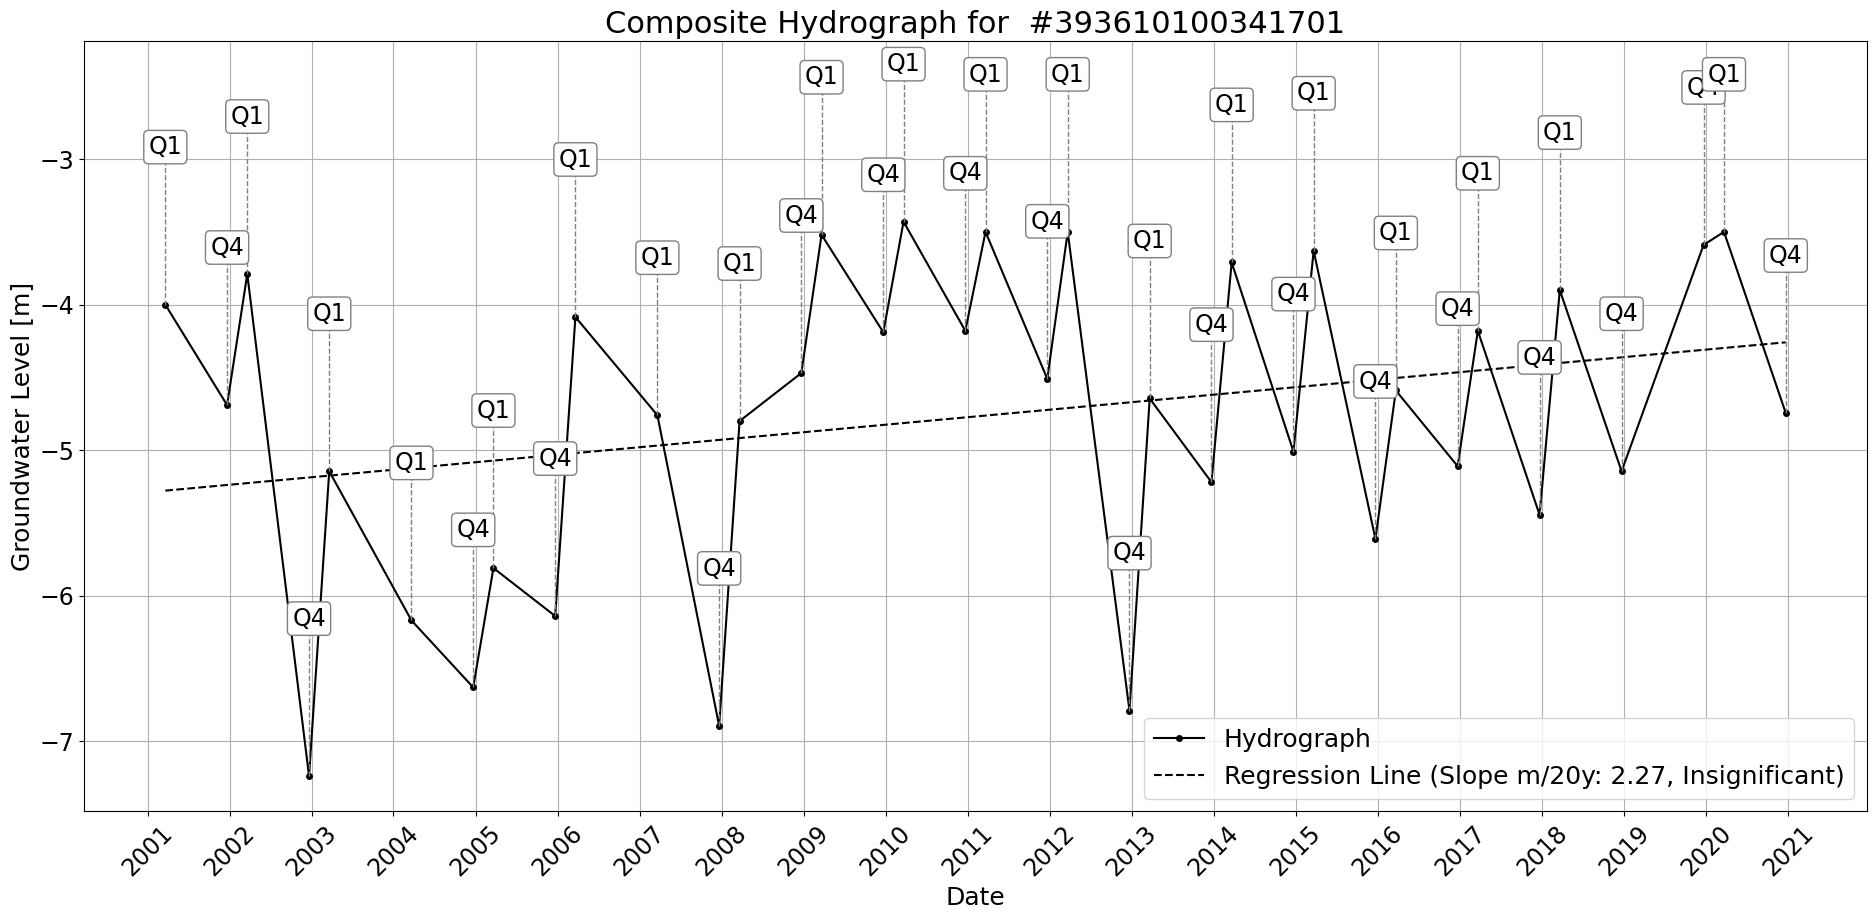 Composite Hydrograph for  #393610100341701
Groundwater Level [m]
−3
−4
−5
−6
−7
Q1
Q4
Q1
Q4
Q1
Q1
Q4
Q1
Q4
Q1
Q1
Q4
Q1
Q4
Q1
Q4
Q1
Q4
Q1
Q4
Q1
Q4
Q1
Q4
Q1
Q4
Q1
Q4
Q1
Q4
Q1
Q4
Q1
Q4
Q1
Q4
Hydrograph
Regression Line (Slope m/20y: 2.27, Insignificant)
2001
2002
2003
2004
2005
2006
2007
2008
2009
2010
2011
2012
2013
2014
2015
2016
2017
2018
2019
2020
2021
Date